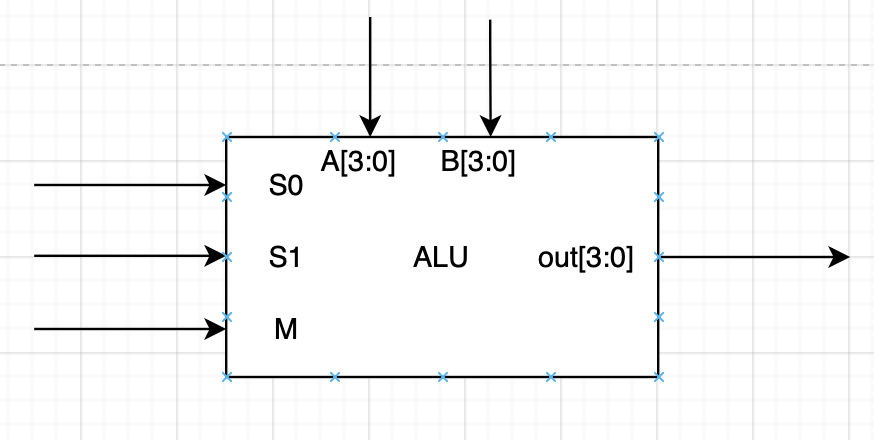 A[3:0] B[3:0]
S0
S1 ALU out[3:0]
M